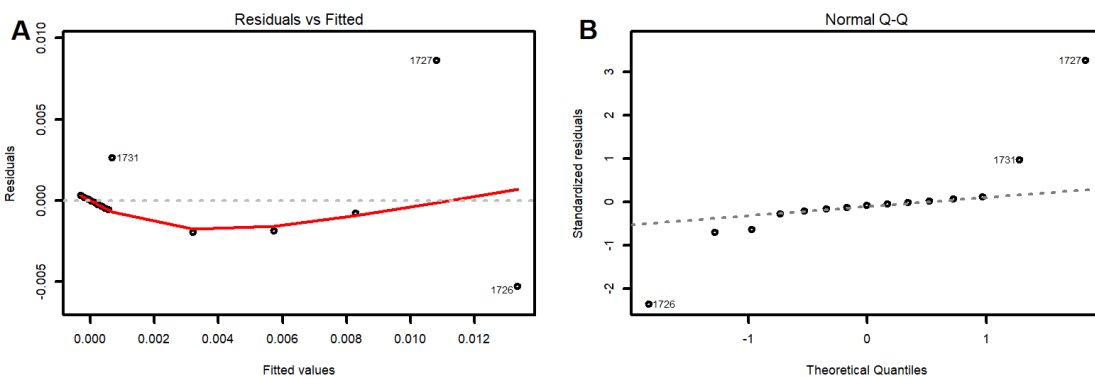 A
Residuals vs Fitted
Residuals
0.010
0.005
0.000
-0.005
1727
1731
1726
0.000 0.002 0.004 0.006 0.008 0.010 0.012
Fitted values
B
Normal Q-Q
Standardized residuals
3
2
1
0
-1
-2
1727
1731
1726
-1 0 1
Theoretical Quantiles